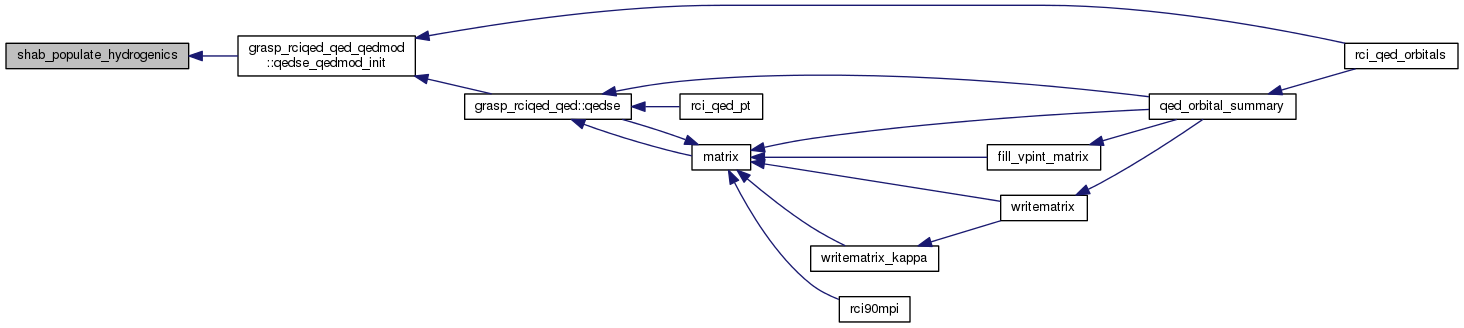 shab_populate_hydrogenics
grasp_rciqed_qed_qedmod
::qedse_qedmod_init
rci_qed_orbitals
grasp_rciqed_qed::qedse
rci_qed_pt
qed_orbital_summary
matrix
fill_vpint_matrix
writematrix
writematrix_kappa
rci90mpi